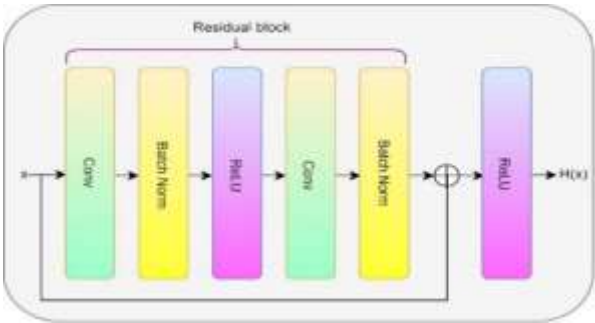 Residual block
x
Conv
Batch Norm
ReLU
Conv
Batch Norm
ReLU
H(x)